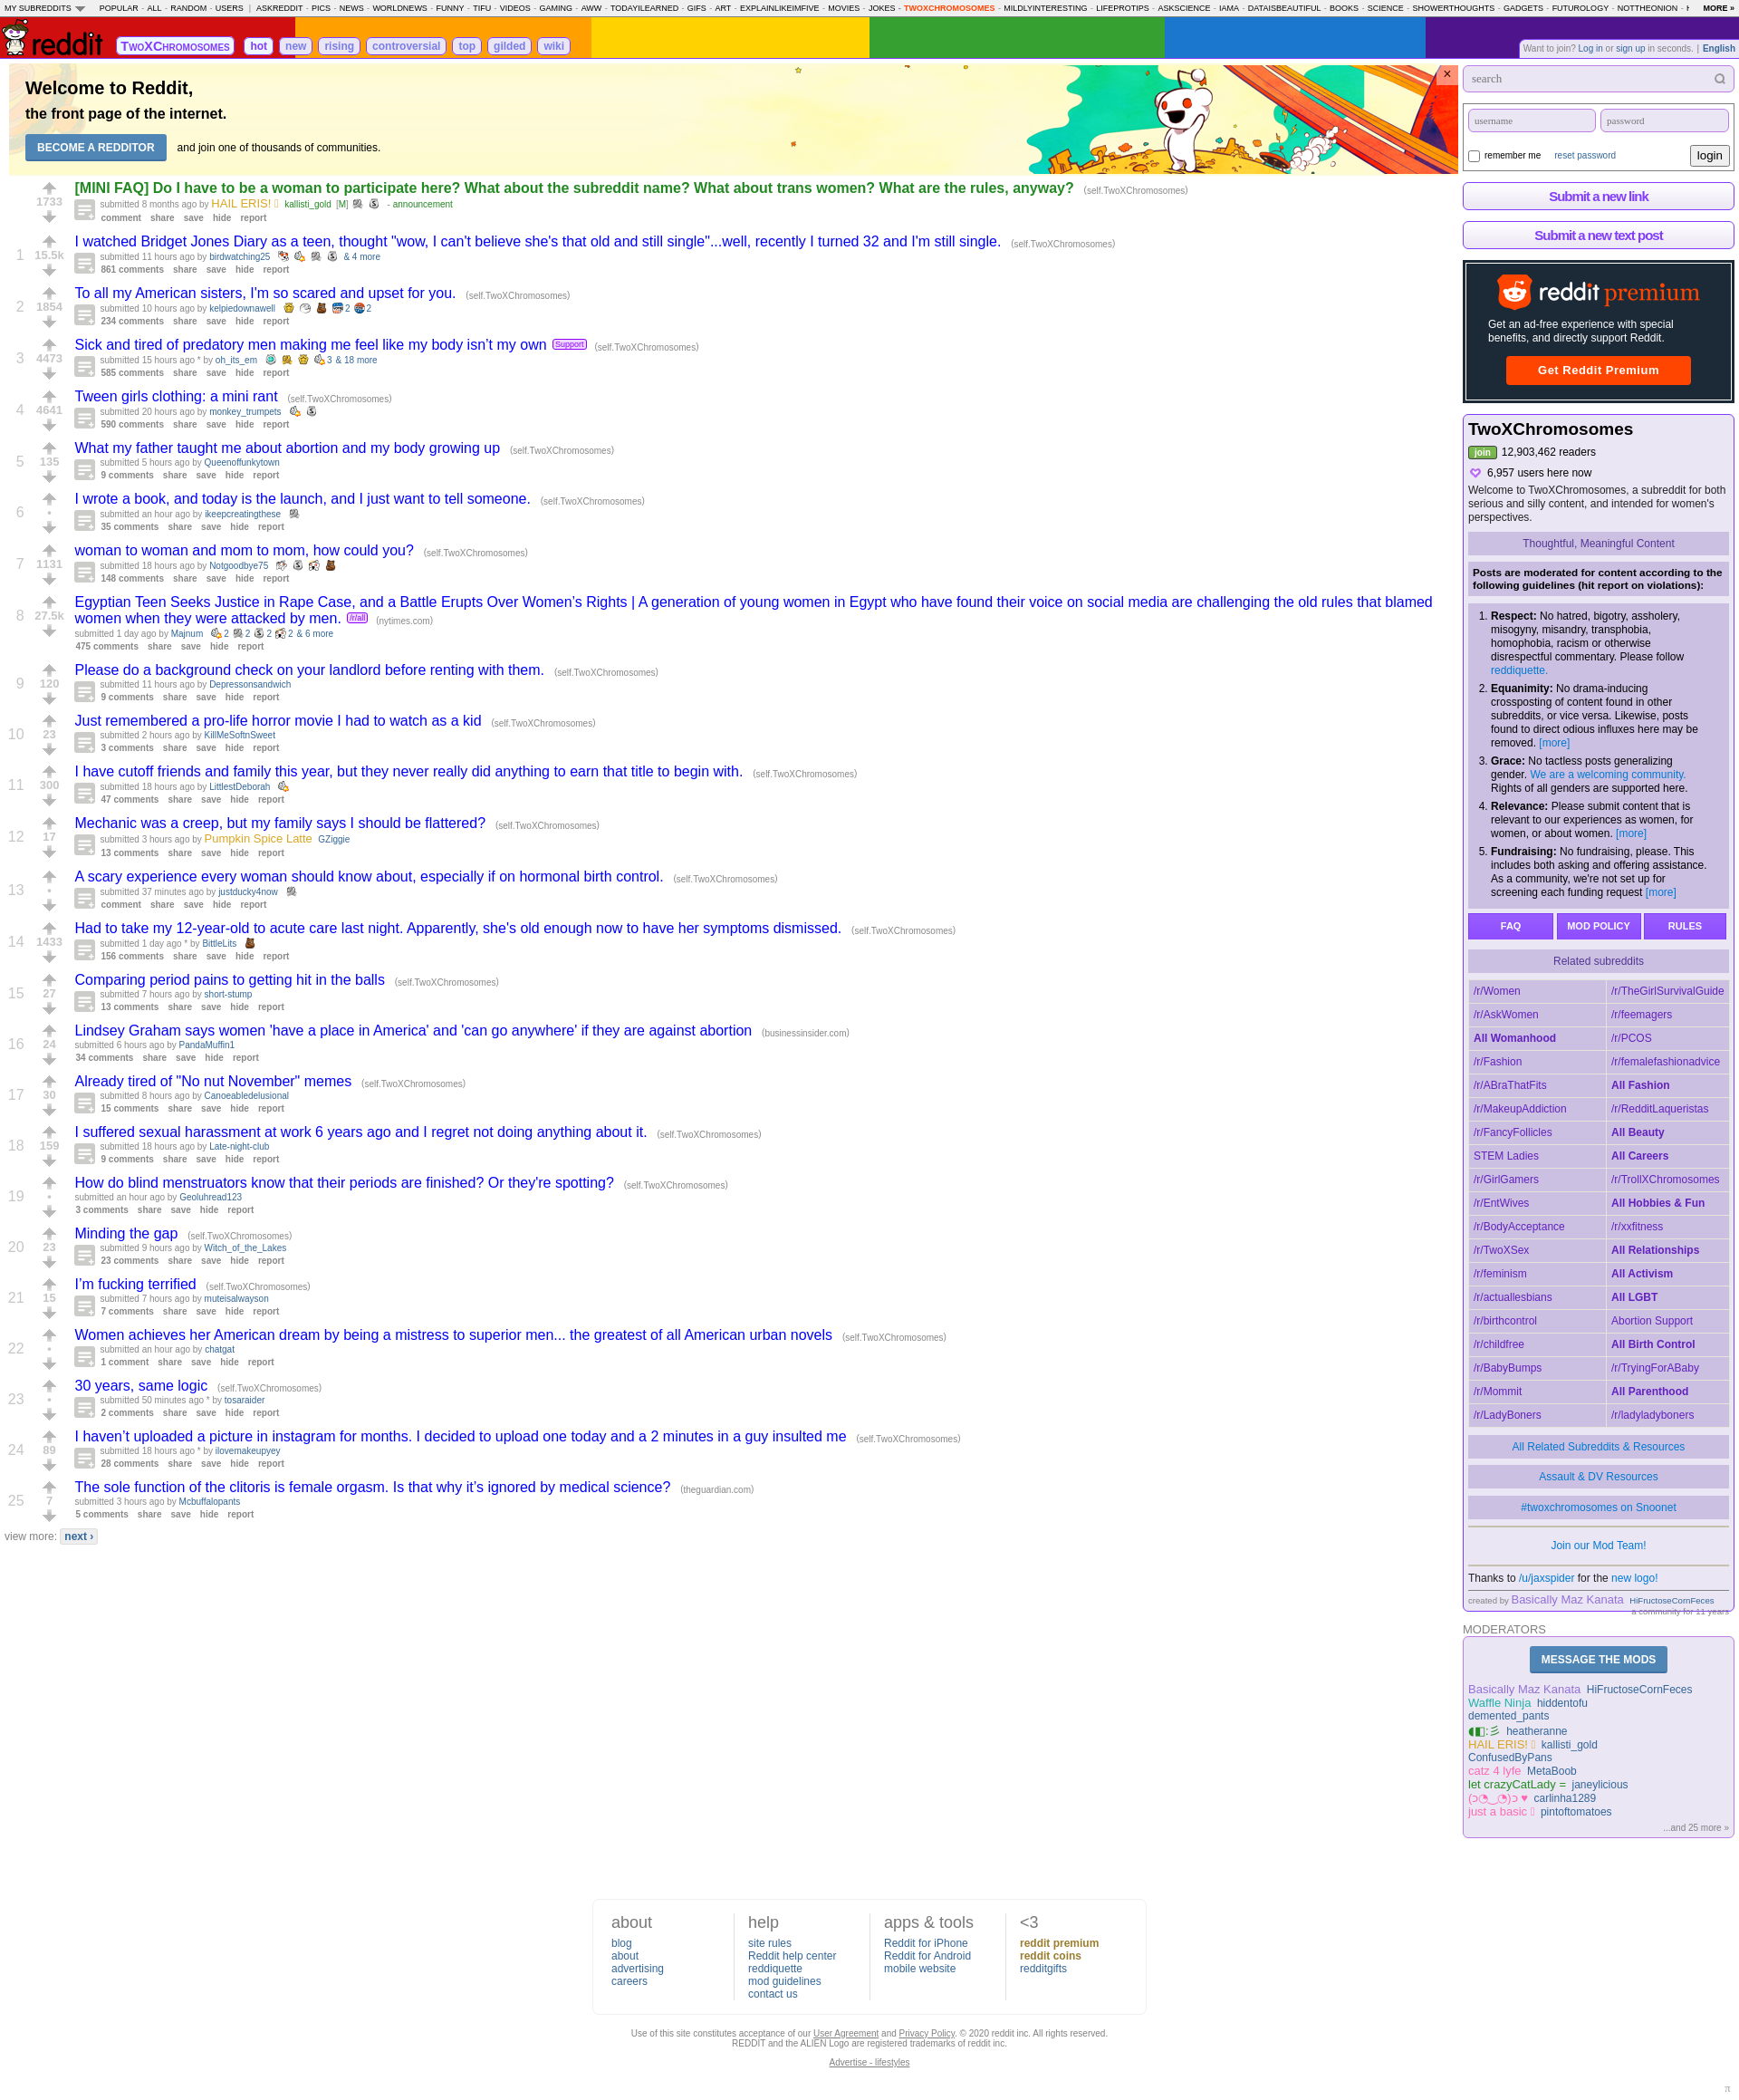 MY SUBREDDITS POPULAR - ALL - RANDOM - USERS | ASKREDDIT - PICS - NEWS - WORLDNEWS - FUNNY - TIFU - VIDEOS - GAMING - AWW - TODAYILEARNED - GIFS - ART - EXPLAINLIKEIMFIVE - MOVIES - JOKES - TWOXCHROMOSOMES - MILDLYINTERESTING - LIFEPROTIPS - ASKSCIENCE - IAMA - DATAISBEAUTIFUL - BOOKS - SCIENCE - SHOWERTHOUGHTS - GADGETS - FUTUROLOGY - NOTTHEONION - MORE »
reddit TwoXChromosomes hot new rising controversial top gilded wiki
Want to join? Log in or sign up in seconds. | English
Welcome to Reddit,
the front page of the internet.
BECOME A REDDITOR and join one of thousands of communities.
×
1733
[MINI FAQ] Do I have to be a woman to participate here? What about the subreddit name? What about trans women? What are the rules, anyway? (self.TwoXChromosomes)
submitted 8 months ago by HAIL ERIS! kallisti_gold [M] - announcement
comment share save hide report
1 15.5k
I watched Bridget Jones Diary as a teen, thought "wow, I can't believe she's that old and still single"...well, recently I turned 32 and I'm still single. (self.TwoXChromosomes)
submitted 11 hours ago by birdwatching25 & 4 more
861 comments share save hide report
2 1854
To all my American sisters, I'm so scared and upset for you. (self.TwoXChromosomes)
submitted 10 hours ago by kelpiedownawell 2 2
234 comments share save hide report
3 4473
Sick and tired of predatory men making me feel like my body isn’t my own Support (self.TwoXChromosomes)
submitted 15 hours ago * by oh_its_em 3 & 18 more
585 comments share save hide report
4 4641
Tween girls clothing: a mini rant (self.TwoXChromosomes)
submitted 20 hours ago by monkey_trumpets
590 comments share save hide report
5 135
What my father taught me about abortion and my body growing up (self.TwoXChromosomes)
submitted 5 hours ago by Queenoffunkytown
9 comments share save hide report
6 •
I wrote a book, and today is the launch, and I just want to tell someone. (self.TwoXChromosomes)
submitted an hour ago by ikeepcreatingthese
35 comments share save hide report
7 1131
woman to woman and mom to mom, how could you? (self.TwoXChromosomes)
submitted 18 hours ago by Notgoodbye75
148 comments share save hide report
8 27.5k
Egyptian Teen Seeks Justice in Rape Case, and a Battle Erupts Over Women’s Rights | A generation of young women in Egypt who have found their voice on social media are challenging the old rules that blamed
women when they were attacked by men. /r/all (nytimes.com)
submitted 1 day ago by Majnum 2 2 2 2 & 6 more
475 comments share save hide report
9 120
Please do a background check on your landlord before renting with them. (self.TwoXChromosomes)
submitted 11 hours ago by Depressonsandwich
9 comments share save hide report
10 23
Just remembered a pro-life horror movie I had to watch as a kid (self.TwoXChromosomes)
submitted 2 hours ago by KillMeSoftnSweet
3 comments share save hide report
11 300
I have cutoff friends and family this year, but they never really did anything to earn that title to begin with. (self.TwoXChromosomes)
submitted 18 hours ago by LittlestDeborah
47 comments share save hide report
12 17
Mechanic was a creep, but my family says I should be flattered? (self.TwoXChromosomes)
submitted 3 hours ago by Pumpkin Spice Latte GZiggie
13 comments share save hide report
13 •
A scary experience every woman should know about, especially if on hormonal birth control. (self.TwoXChromosomes)
submitted 37 minutes ago by justducky4now
comment share save hide report
14 1433
Had to take my 12-year-old to acute care last night. Apparently, she's old enough now to have her symptoms dismissed. (self.TwoXChromosomes)
submitted 1 day ago * by BittleLits
156 comments share save hide report
15 27
Comparing period pains to getting hit in the balls (self.TwoXChromosomes)
submitted 7 hours ago by short-stump
13 comments share save hide report
16 24
Lindsey Graham says women 'have a place in America' and 'can go anywhere' if they are against abortion (businessinsider.com)
submitted 6 hours ago by PandaMuffin1
34 comments share save hide report
17 30
Already tired of "No nut November" memes (self.TwoXChromosomes)
submitted 8 hours ago by Canoeabledelusional
15 comments share save hide report
18 159
I suffered sexual harassment at work 6 years ago and I regret not doing anything about it. (self.TwoXChromosomes)
submitted 18 hours ago by Late-night-club
9 comments share save hide report
19 •
How do blind menstruators know that their periods are finished? Or they're spotting? (self.TwoXChromosomes)
submitted an hour ago by Geoluhread123
3 comments share save hide report
20 23
Minding the gap (self.TwoXChromosomes)
submitted 9 hours ago by Witch_of_the_Lakes
23 comments share save hide report
21 15
I’m fucking terrified (self.TwoXChromosomes)
submitted 7 hours ago by muteisalwayson
7 comments share save hide report
22 •
Women achieves her American dream by being a mistress to superior men... the greatest of all American urban novels (self.TwoXChromosomes)
submitted an hour ago by chatgat
1 comment share save hide report
23 •
30 years, same logic (self.TwoXChromosomes)
submitted 50 minutes ago * by tosaraider
2 comments share save hide report
24 89
I haven’t uploaded a picture in instagram for months. I decided to upload one today and a 2 minutes in a guy insulted me (self.TwoXChromosomes)
submitted 18 hours ago * by ilovemakeupyey
28 comments share save hide report
25 7
The sole function of the clitoris is female orgasm. Is that why it’s ignored by medical science? (theguardian.com)
submitted 3 hours ago by Mcbuffalopants
5 comments share save hide report
view more: next ›
search
username password
remember me reset password login
Submit a new link
Submit a new text post
reddit premium
Get an ad-free experience with special
benefits, and directly support Reddit.
Get Reddit Premium
TwoXChromosomes
join 12,903,462 readers
6,957 users here now
Welcome to TwoXChromosomes, a subreddit for both
serious and silly content, and intended for women's
perspectives.
Thoughtful, Meaningful Content
Posts are moderated for content according to the
following guidelines (hit report on violations):
1. Respect: No hatred, bigotry, assholery,
misogyny, misandry, transphobia,
homophobia, racism or otherwise
disrespectful commentary. Please follow
reddiquette.
2. Equanimity: No drama-inducing
crossposting of content found in other
subreddits, or vice versa. Likewise, posts
found to direct odious influxes here may be
removed. [more]
3. Grace: No tactless posts generalizing
gender. We are a welcoming community.
Rights of all genders are supported here.
4. Relevance: Please submit content that is
relevant to our experiences as women, for
women, or about women. [more]
5. Fundraising: No fundraising, please. This
includes both asking and offering assistance.
As a community, we're not set up for
screening each funding request [more]
FAQ MOD POLICY RULES
Related subreddits
/r/Women /r/TheGirlSurvivalGuide
/r/AskWomen /r/feemagers
All Womanhood /r/PCOS
/r/Fashion /r/femalefashionadvice
/r/ABraThatFits All Fashion
/r/MakeupAddiction /r/RedditLaqueristas
/r/FancyFollicles All Beauty
STEM Ladies All Careers
/r/GirlGamers /r/TrollXChromosomes
/r/EntWives All Hobbies & Fun
/r/BodyAcceptance /r/xxfitness
/r/TwoXSex All Relationships
/r/feminism All Activism
/r/actuallesbians All LGBT
/r/birthcontrol Abortion Support
/r/childfree All Birth Control
/r/BabyBumps /r/TryingForABaby
/r/Mommit All Parenthood
/r/LadyBoners /r/ladyladyboners
All Related Subreddits & Resources
Assault & DV Resources
#twoxchromosomes on Snoonet
Join our Mod Team!
Thanks to /u/jaxspider for the new logo!
created by Basically Maz Kanata HiFructoseCornFeces
a community for 11 years
MODERATORS
MESSAGE THE MODS
Basically Maz Kanata HiFructoseCornFeces
Waffle Ninja hiddentofu
demented_pants
heatheranne
HAIL ERIS! kallisti_gold
ConfusedByPans
catz 4 lyfe MetaBoob
let crazyCatLady = janeylicious
(ɔ◔‿◔)ɔ ♥ carlinha1289
just a basic pintoftomatoes
...and 25 more »
about help apps & tools <3
blog site rules Reddit for iPhone reddit premium
about Reddit help center Reddit for Android reddit coins
advertising reddiquette mobile website redditgifts
careers mod guidelines
contact us
Use of this site constitutes acceptance of our User Agreement and Privacy Policy. © 2020 reddit inc. All rights reserved.
REDDIT and the ALIEN Logo are registered trademarks of reddit inc.
Advertise - lifestyles
π